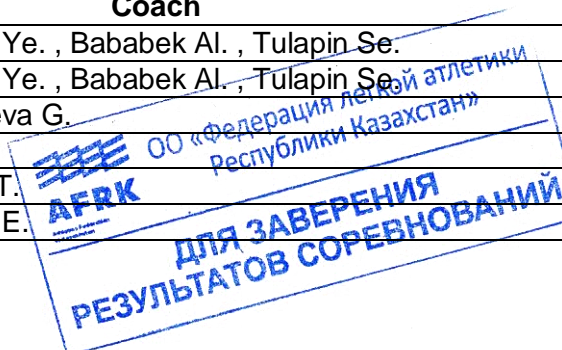 Coach
Ye. , Bababek Al. , Tulapin Se.
Ye. , Bababek Al. , Tulapin Se.
va G.
T.
E.
ОО «Федерация легкой атлетики
Республики Казахстан»
AFRK
ДЛЯ ЗАВЕРЕНИЯ
РЕЗУЛЬТАТОВ СОРЕВНОВАНИЙ